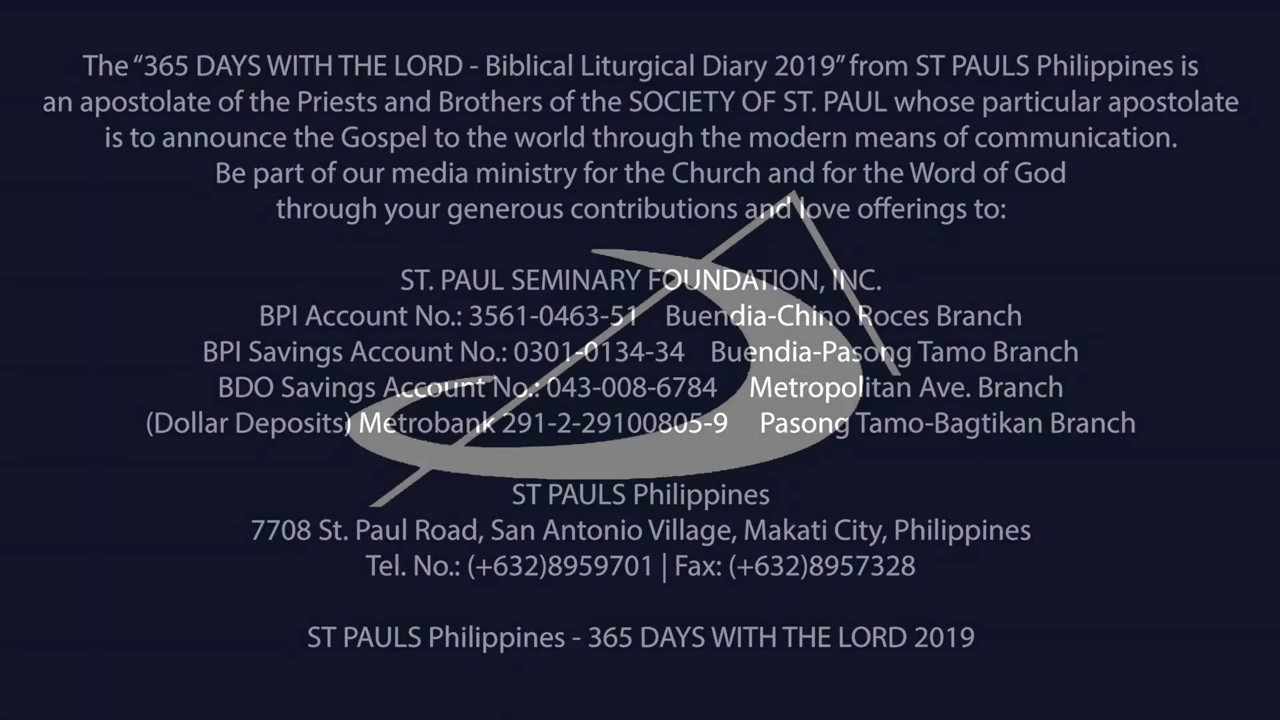 The “365 DAYS WITH THE LORD - Biblical Liturgical Diary 2019” from ST PAULS Philippines is
an apostolate of the Priests and Brothers of the SOCIETY OF ST. PAUL whose particular apostolate
is to announce the Gospel to the world through the modern means of communication.
Be part of our media ministry for the Church and for the Word of God
through your generous contributions and love offerings to:
ST. PAUL SEMINARY FOUNDATION, INC.
BPI Account No.: 3561-0463-51 Buendia-Chino Roces Branch
BPI Savings Account No.: 0301-0134-34 Buendia-Pasong Tamo Branch
BDO Savings Account No.: 043-008-6784 Metropolitan Ave. Branch
(Dollar Deposits) Metrobank 291-2-29100805-9 Pasong Tamo-Bagtikan Branch
ST PAULS Philippines
7708 St. Paul Road, San Antonio Village, Makati City, Philippines
Tel. No.: (+632)8959701 | Fax: (+632)8957328
ST PAULS Philippines - 365 DAYS WITH THE LORD 2019